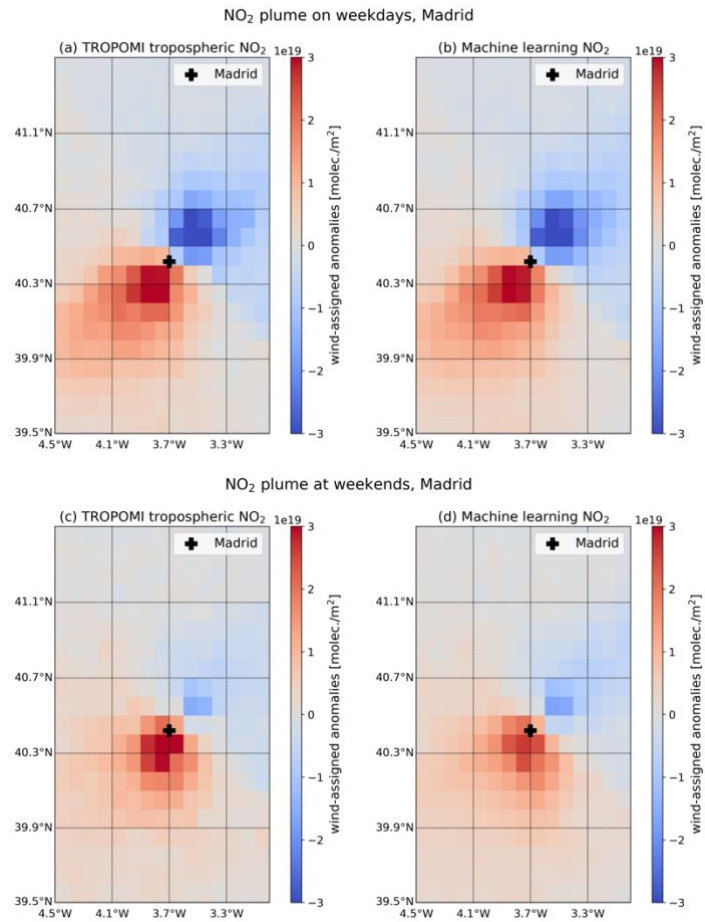 NO₂ plume on weekdays, Madrid
(a) TROPOMI tropospheric NO₂ 1e19
Madrid
41.1°N
40.7°N
40.3°N
39.9°N
39.5°N
4.5°W 4.1°W 3.7°W 3.3°W
3
2
1
0
−1
−2
−3
wind-assigned anomalies [molec./m²]
(b) Machine learning NO₂ 1e19
Madrid
41.1°N
40.7°N
40.3°N
39.9°N
39.5°N
4.5°W 4.1°W 3.7°W 3.3°W
3
2
1
0
−1
−2
−3
wind-assigned anomalies [molec./m²]
NO₂ plume at weekends, Madrid
(c) TROPOMI tropospheric NO₂ 1e19
Madrid
41.1°N
40.7°N
40.3°N
39.9°N
39.5°N
4.5°W 4.1°W 3.7°W 3.3°W
3
2
1
0
−1
−2
−3
wind-assigned anomalies [molec./m²]
(d) Machine learning NO₂ 1e19
Madrid
41.1°N
40.7°N
40.3°N
39.9°N
39.5°N
4.5°W 4.1°W 3.7°W 3.3°W
3
2
1
0
−1
−2
−3
wind-assigned anomalies [molec./m²]